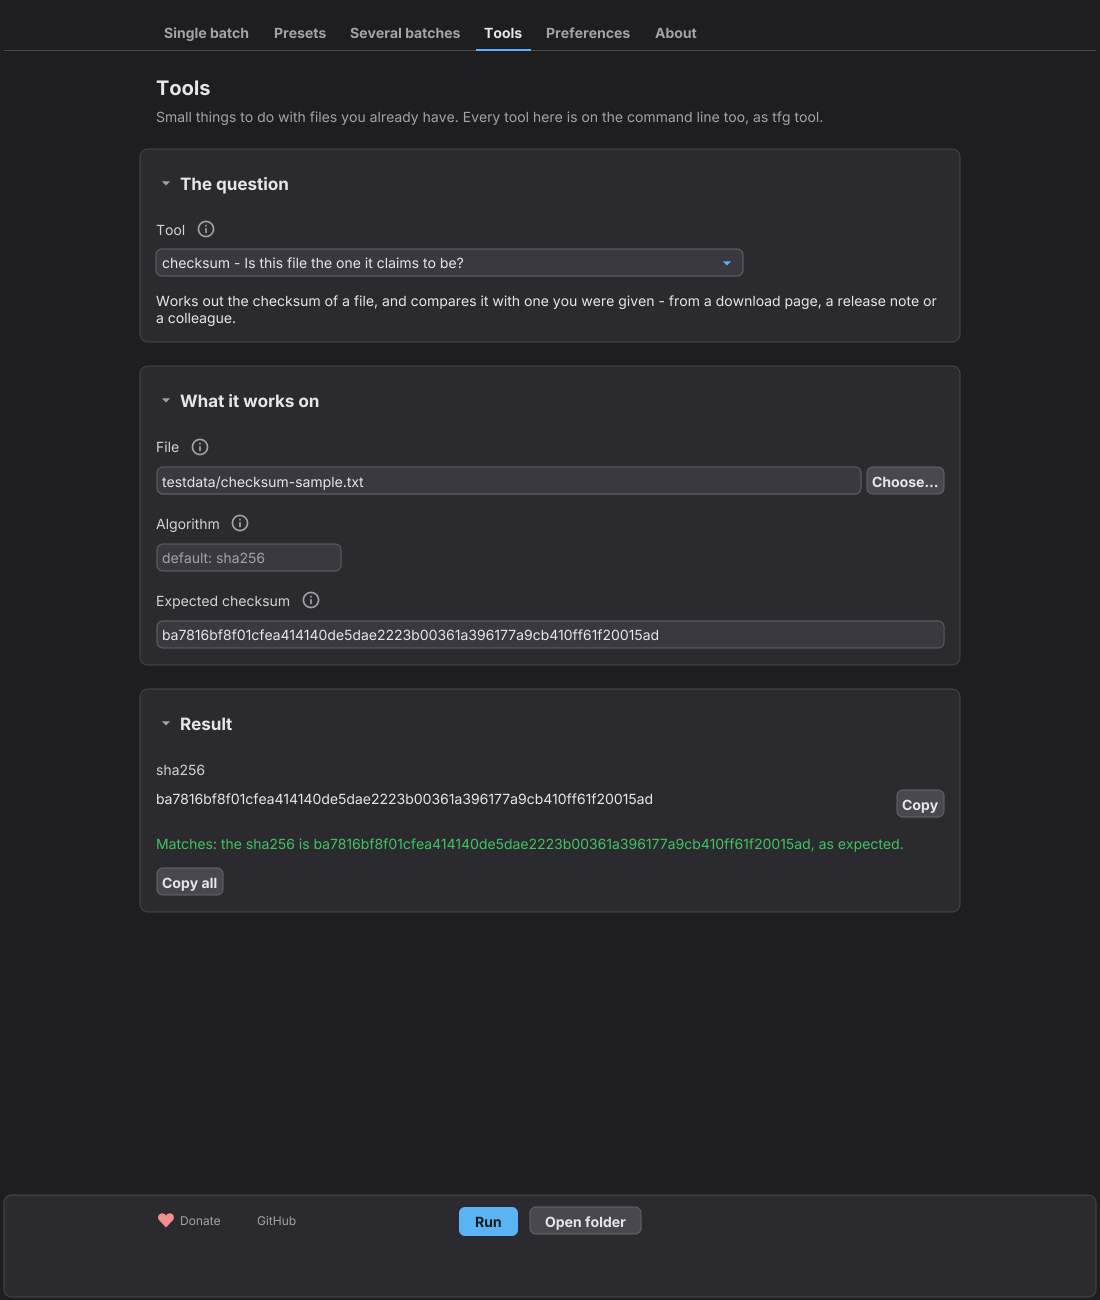 Single batch
Presets
Several batches
Tools
Preferences
About
Tools
Small things to do with files you already have. Every tool here is on the command line too, as tfg tool.
The question
Tool
checksum - Is this file the one it claims to be?
Works out the checksum of a file, and compares it with one you were given - from a download page, a release note or
a colleague.
What it works on
File
testdata/checksum-sample.txt
Choose...
Algorithm
default: sha256
Expected checksum
ba7816bf8f01cfea414140de5dae2223b00361a396177a9cb410ff61f20015ad
Result
sha256
ba7816bf8f01cfea414140de5dae2223b00361a396177a9cb410ff61f20015ad
Copy
Matches: the sha256 is ba7816bf8f01cfea414140de5dae2223b00361a396177a9cb410ff61f20015ad, as expected.
Copy all
Donate
GitHub
Run
Open folder